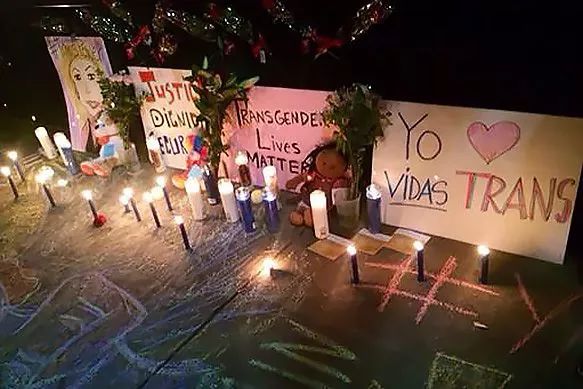 JUSTIC
DIGNID
TRANSGENDER
LIVES
MATTER
YO
VIDAS TRANS
#